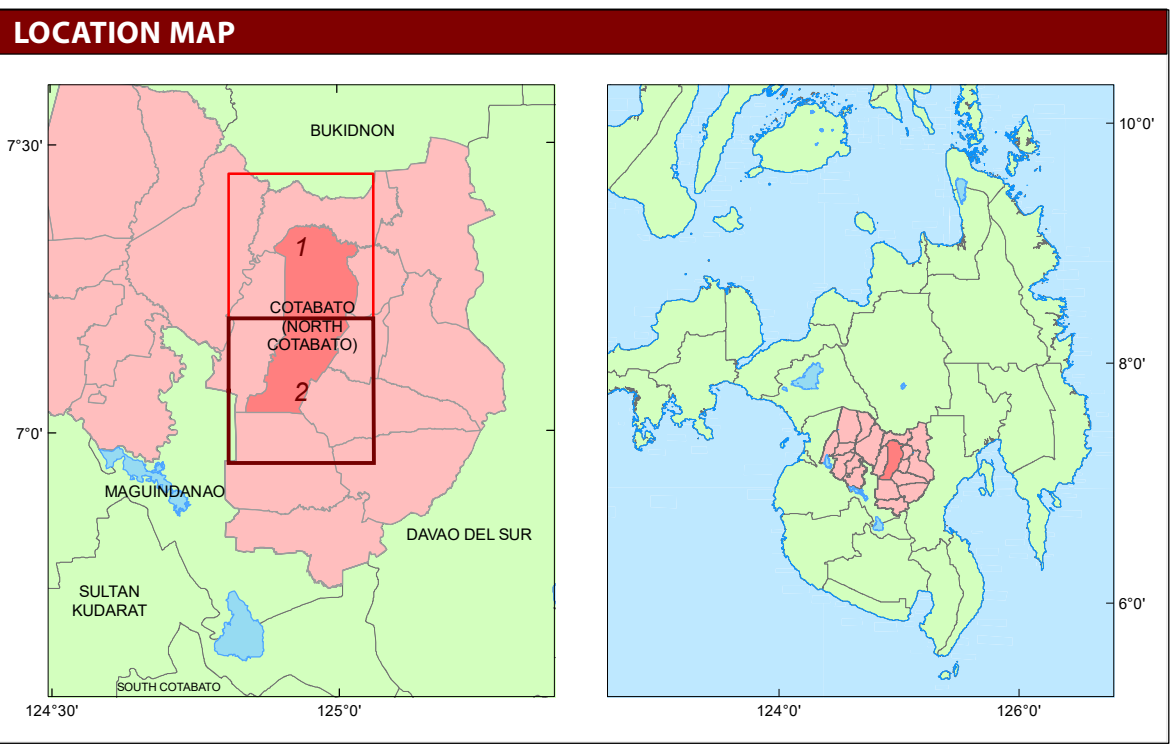 LOCATION MAP
BUKIDNON
7°30'
1
COTABATO
(NORTH
COTABATO)
2
7°0'
MAGUINDANAO
DAVAO DEL SUR
SULTAN
KUDARAT
SOUTH COTABATO
124°30'
125°0'
10°0'
8°0'
6°0'
124°0'
126°0'